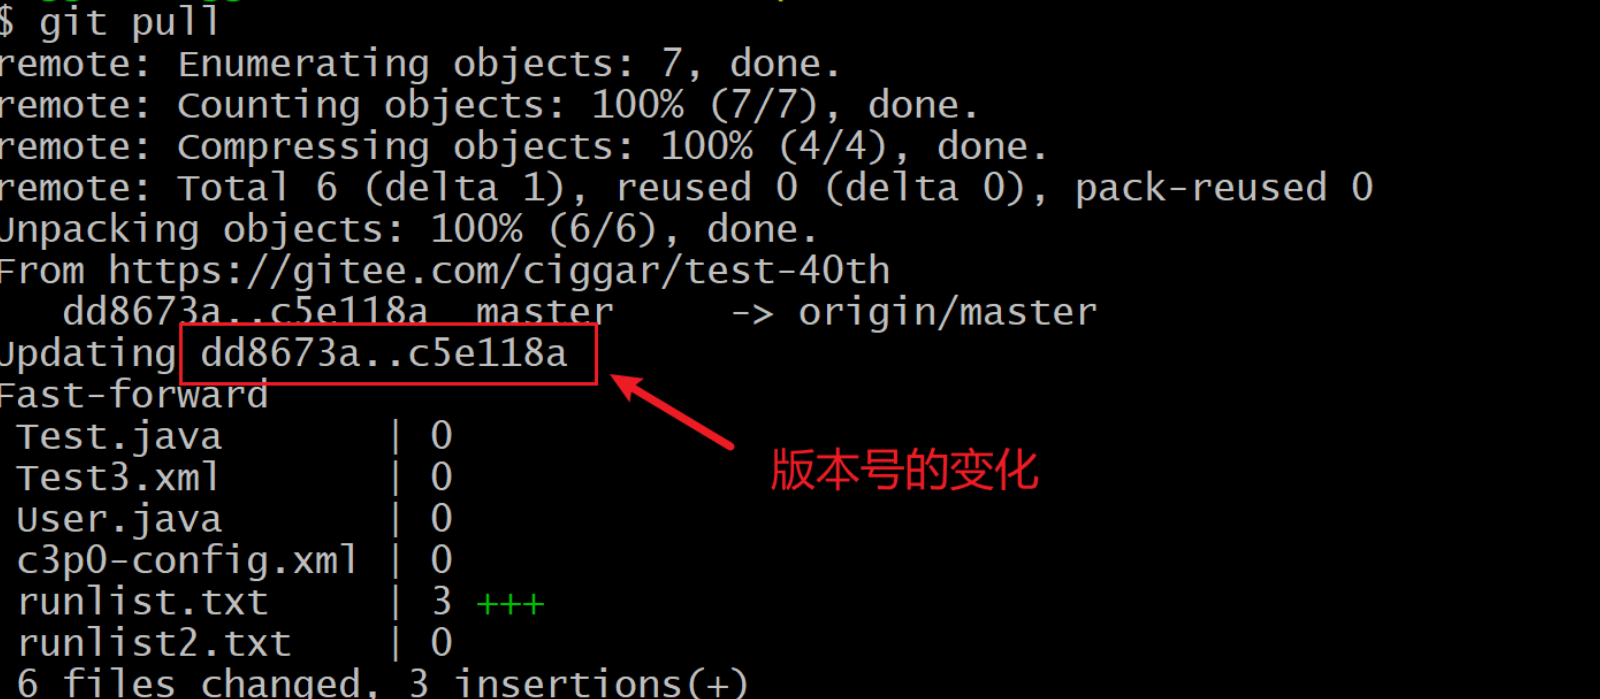 $ git pull
remote: Enumerating objects: 7, done.
remote: Counting objects: 100% (7/7), done.
remote: Compressing objects: 100% (4/4), done.
remote: Total 6 (delta 1), reused 0 (delta 0), pack-reused 0
Unpacking objects: 100% (6/6), done.
From https://gitee.com/ciggar/test-40th
dd8673a..c5e118a master -> origin/master
Updating dd8673a..c5e118a
Fast-forward
Test.java | 0
Test3.xml | 0
版本号的变化
User.java | 0
c3p0-config.xml | 0
runlist.txt | 3 +++
runlist2.txt | 0
6 files changed, 3 insertions(+)